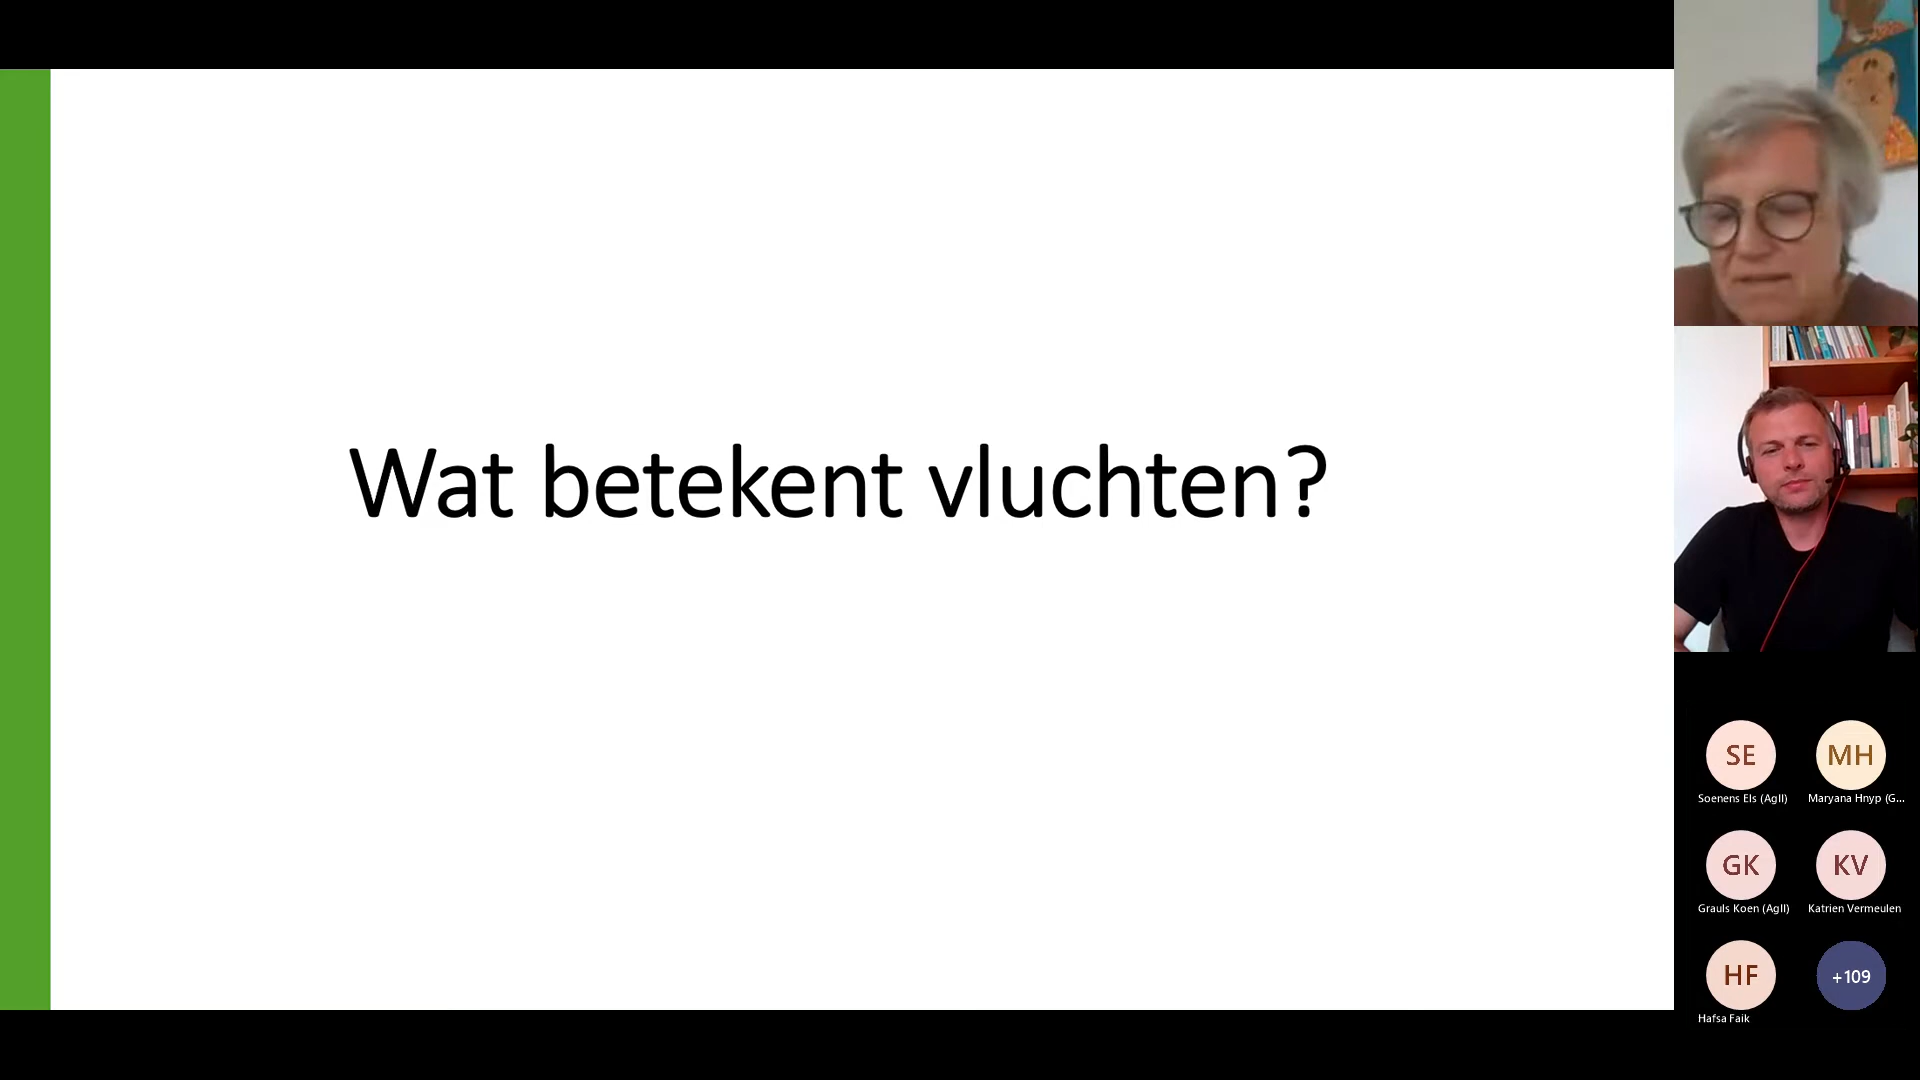 Wat betekent vluchten?
SE
MH
Soenens Els (AgII)
Maryana Hnyp (G...
GK
KV
Grauls Koen (AgII)
Katrien Vermeulen
HF
+109
Hafsa Faik